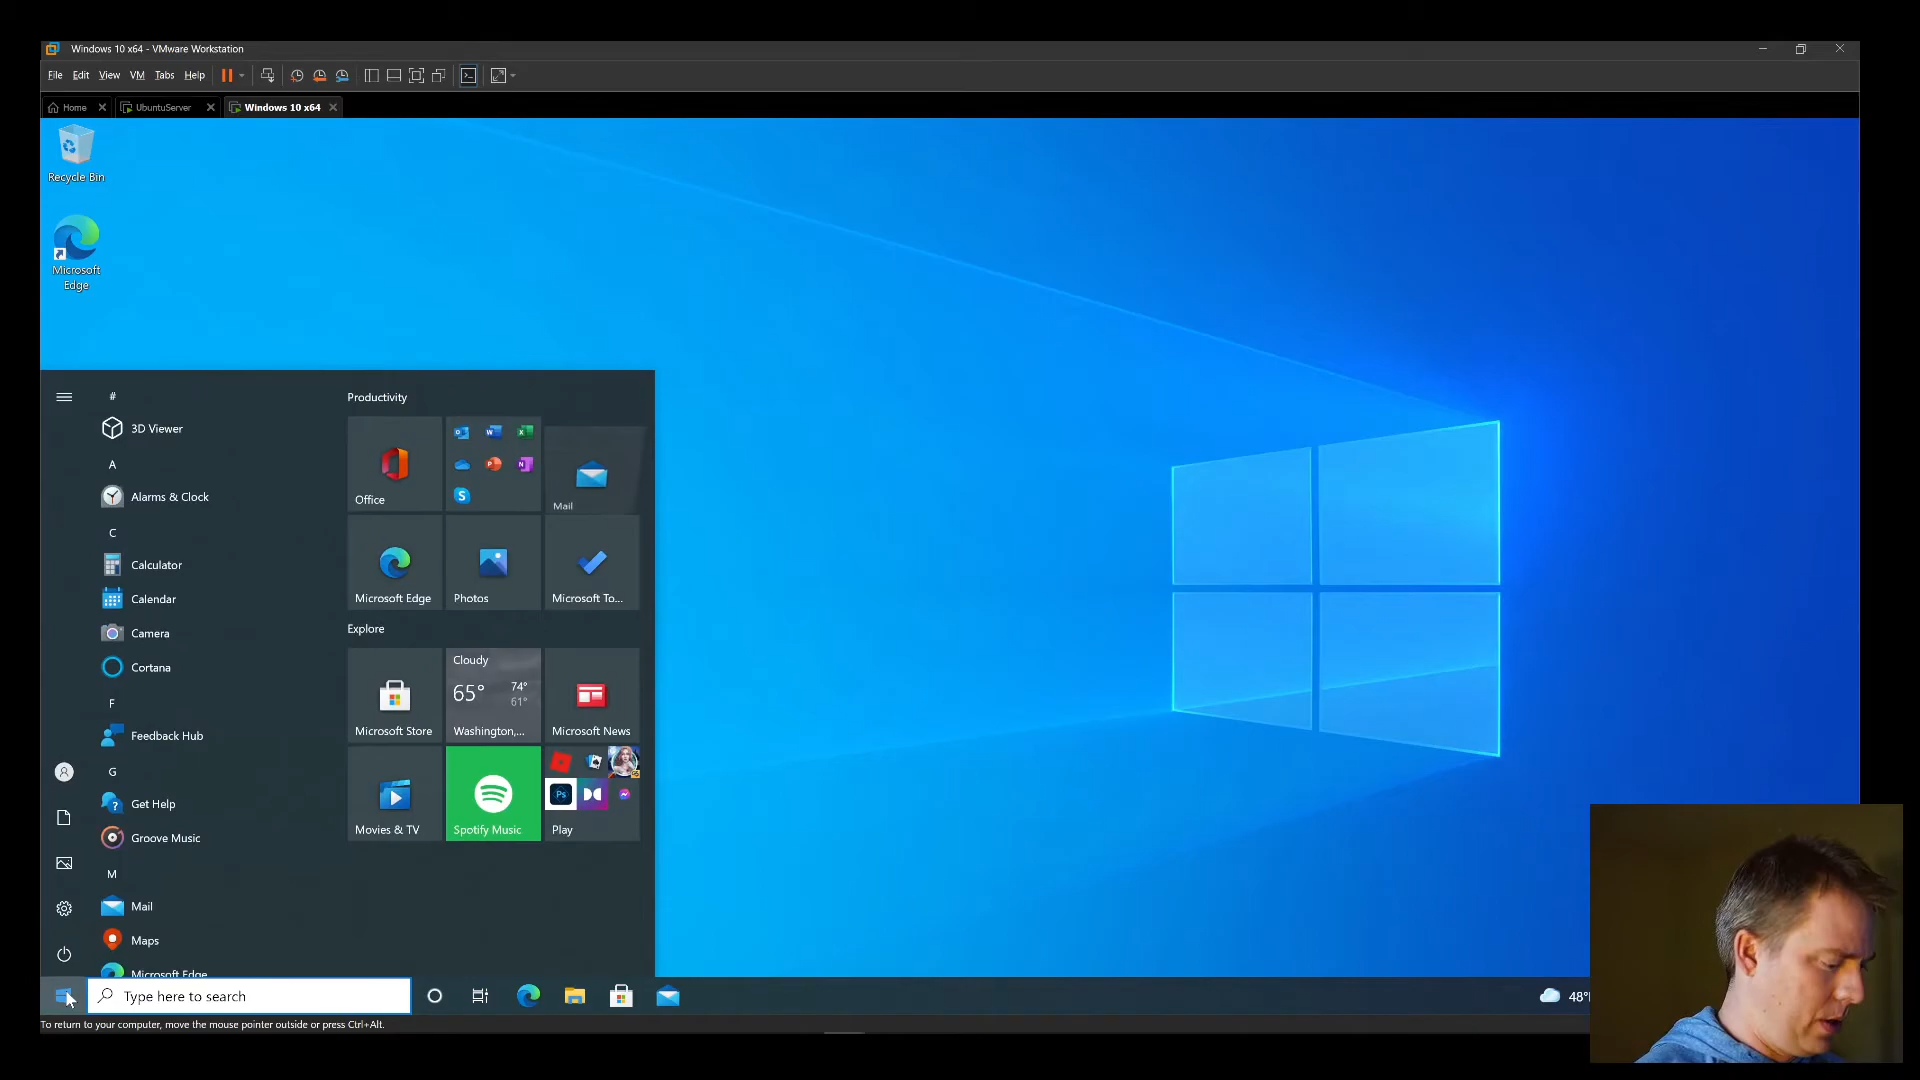 Windows 10 x64 - VMware Workstation
File Edit View VM Tabs Help
Home UbuntuServer Windows 10 x64
Recycle Bin
Microsoft
Edge
#
3D Viewer
A
Alarms & Clock
C
Calculator
Calendar
Camera
Cortana
F
Feedback Hub
G
Get Help
Groove Music
M
Mail
Maps
Microsoft Edge
Productivity
Office
Mail
Microsoft Edge
Photos
Microsoft To...
Explore
Microsoft Store
Cloudy
65° 74°
61°
Washington,...
Microsoft News
Movies & TV
Spotify Music
Ps
Play
Type here to search
48°
To return to your computer, move the mouse pointer outside or press Ctrl+Alt.